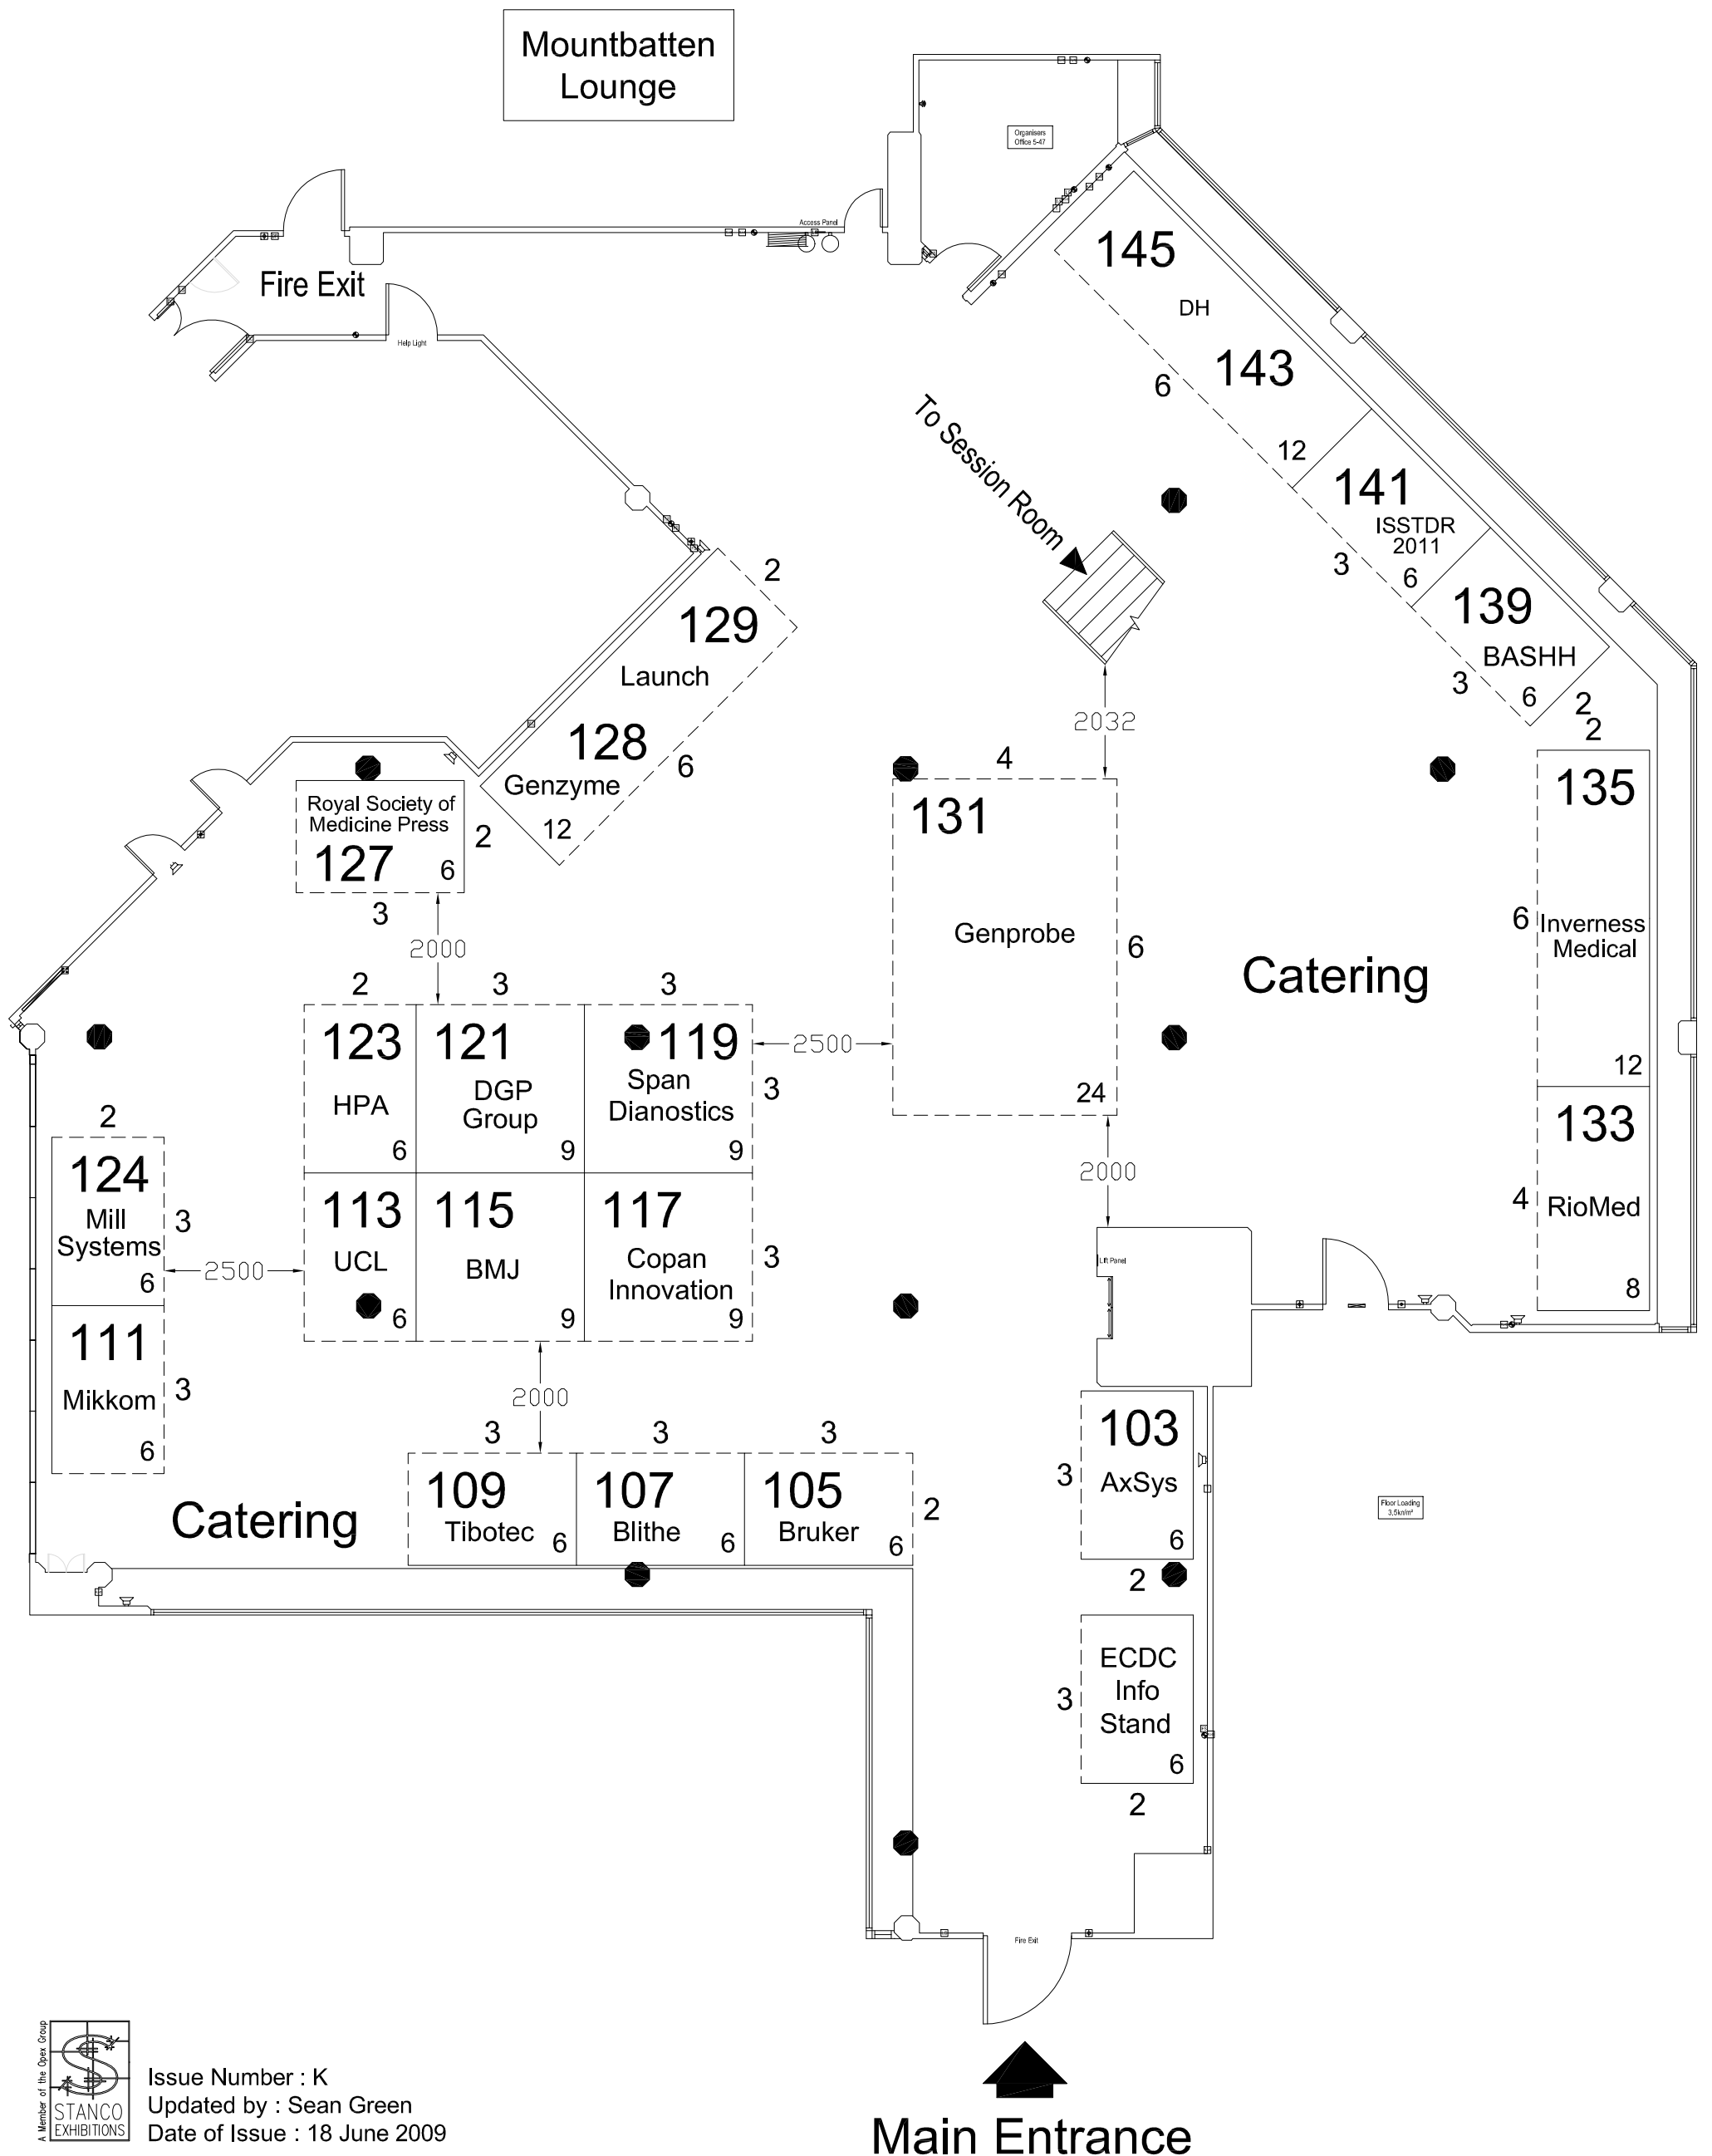 Mountbatten
Lounge
Organisers
Office 5-47
Access Panel
Fire Exit
Help Light
145
DH
143
6
12
To Session Room
141
ISSTDR
2011
3
6
139
BASHH
3
6
2
2
2
129
Launch
128
Genzyme
6
12
2032
4
131
Genprobe
6
24
135
Inverness
Medical
6
12
Royal Society of
Medicine Press
127
6
2
3
2000
Catering
2
3
3
123
HPA
6
121
DGP
Group
9
119
Span
Dianostics
9
3
2500
2
124
Mill
Systems
6
3
2500
113
UCL
6
115
BMJ
9
117
Copan
Innovation
9
3
2000
133
RioMed
4
8
Lift Panel
111
Mikkom
6
3
2000
3
3
3
109
Tibotec
6
107
Blithe
6
105
Bruker
6
2
Catering
103
AxSys
3
6
2
Floor Loading
3,5kn/m²
ECDC
Info
Stand
3
6
2
Fire Exit
A Member of the Opex Group
STANCO
EXHIBITIONS
Issue Number : K
Updated by : Sean Green
Date of Issue : 18 June 2009
Main Entrance